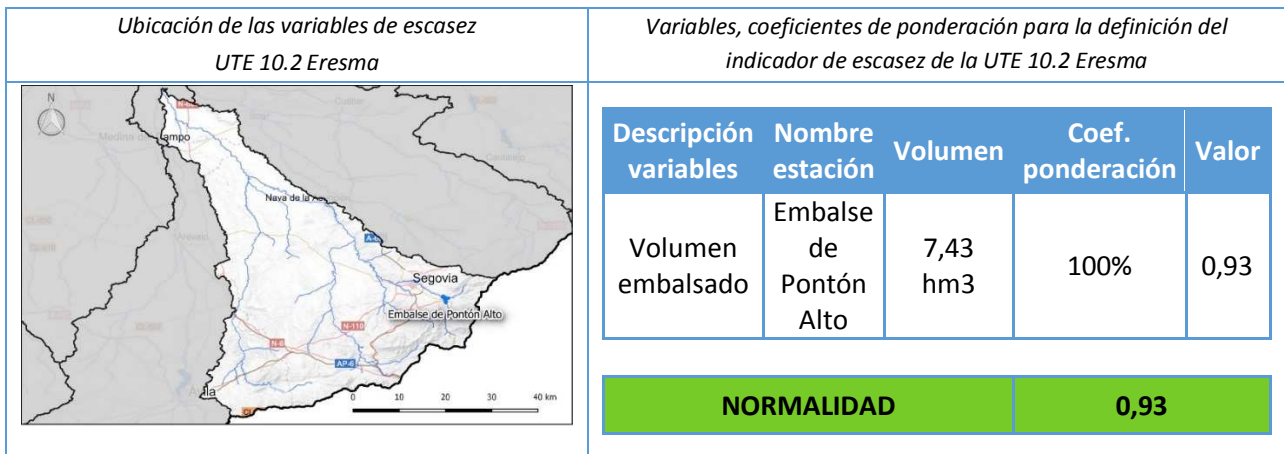 Ubicación de las variables de escasez
UTE 10.2 Eresma
Variables, coeficientes de ponderación para la definición del
indicador de escasez de la UTE 10.2 Eresma
N
Medina
ampo
Nava de la
A-6
Segovia
Embalse de Pontón Alto
N-110
N-6
AP-6
0 10 20 30 40 km
Descripción variables
Nombre estación
Volumen
Coef. ponderación
Valor
Volumen embalsado
Embalse de Pontón Alto
7,43 hm3
100%
0,93
NORMALIDAD
0,93